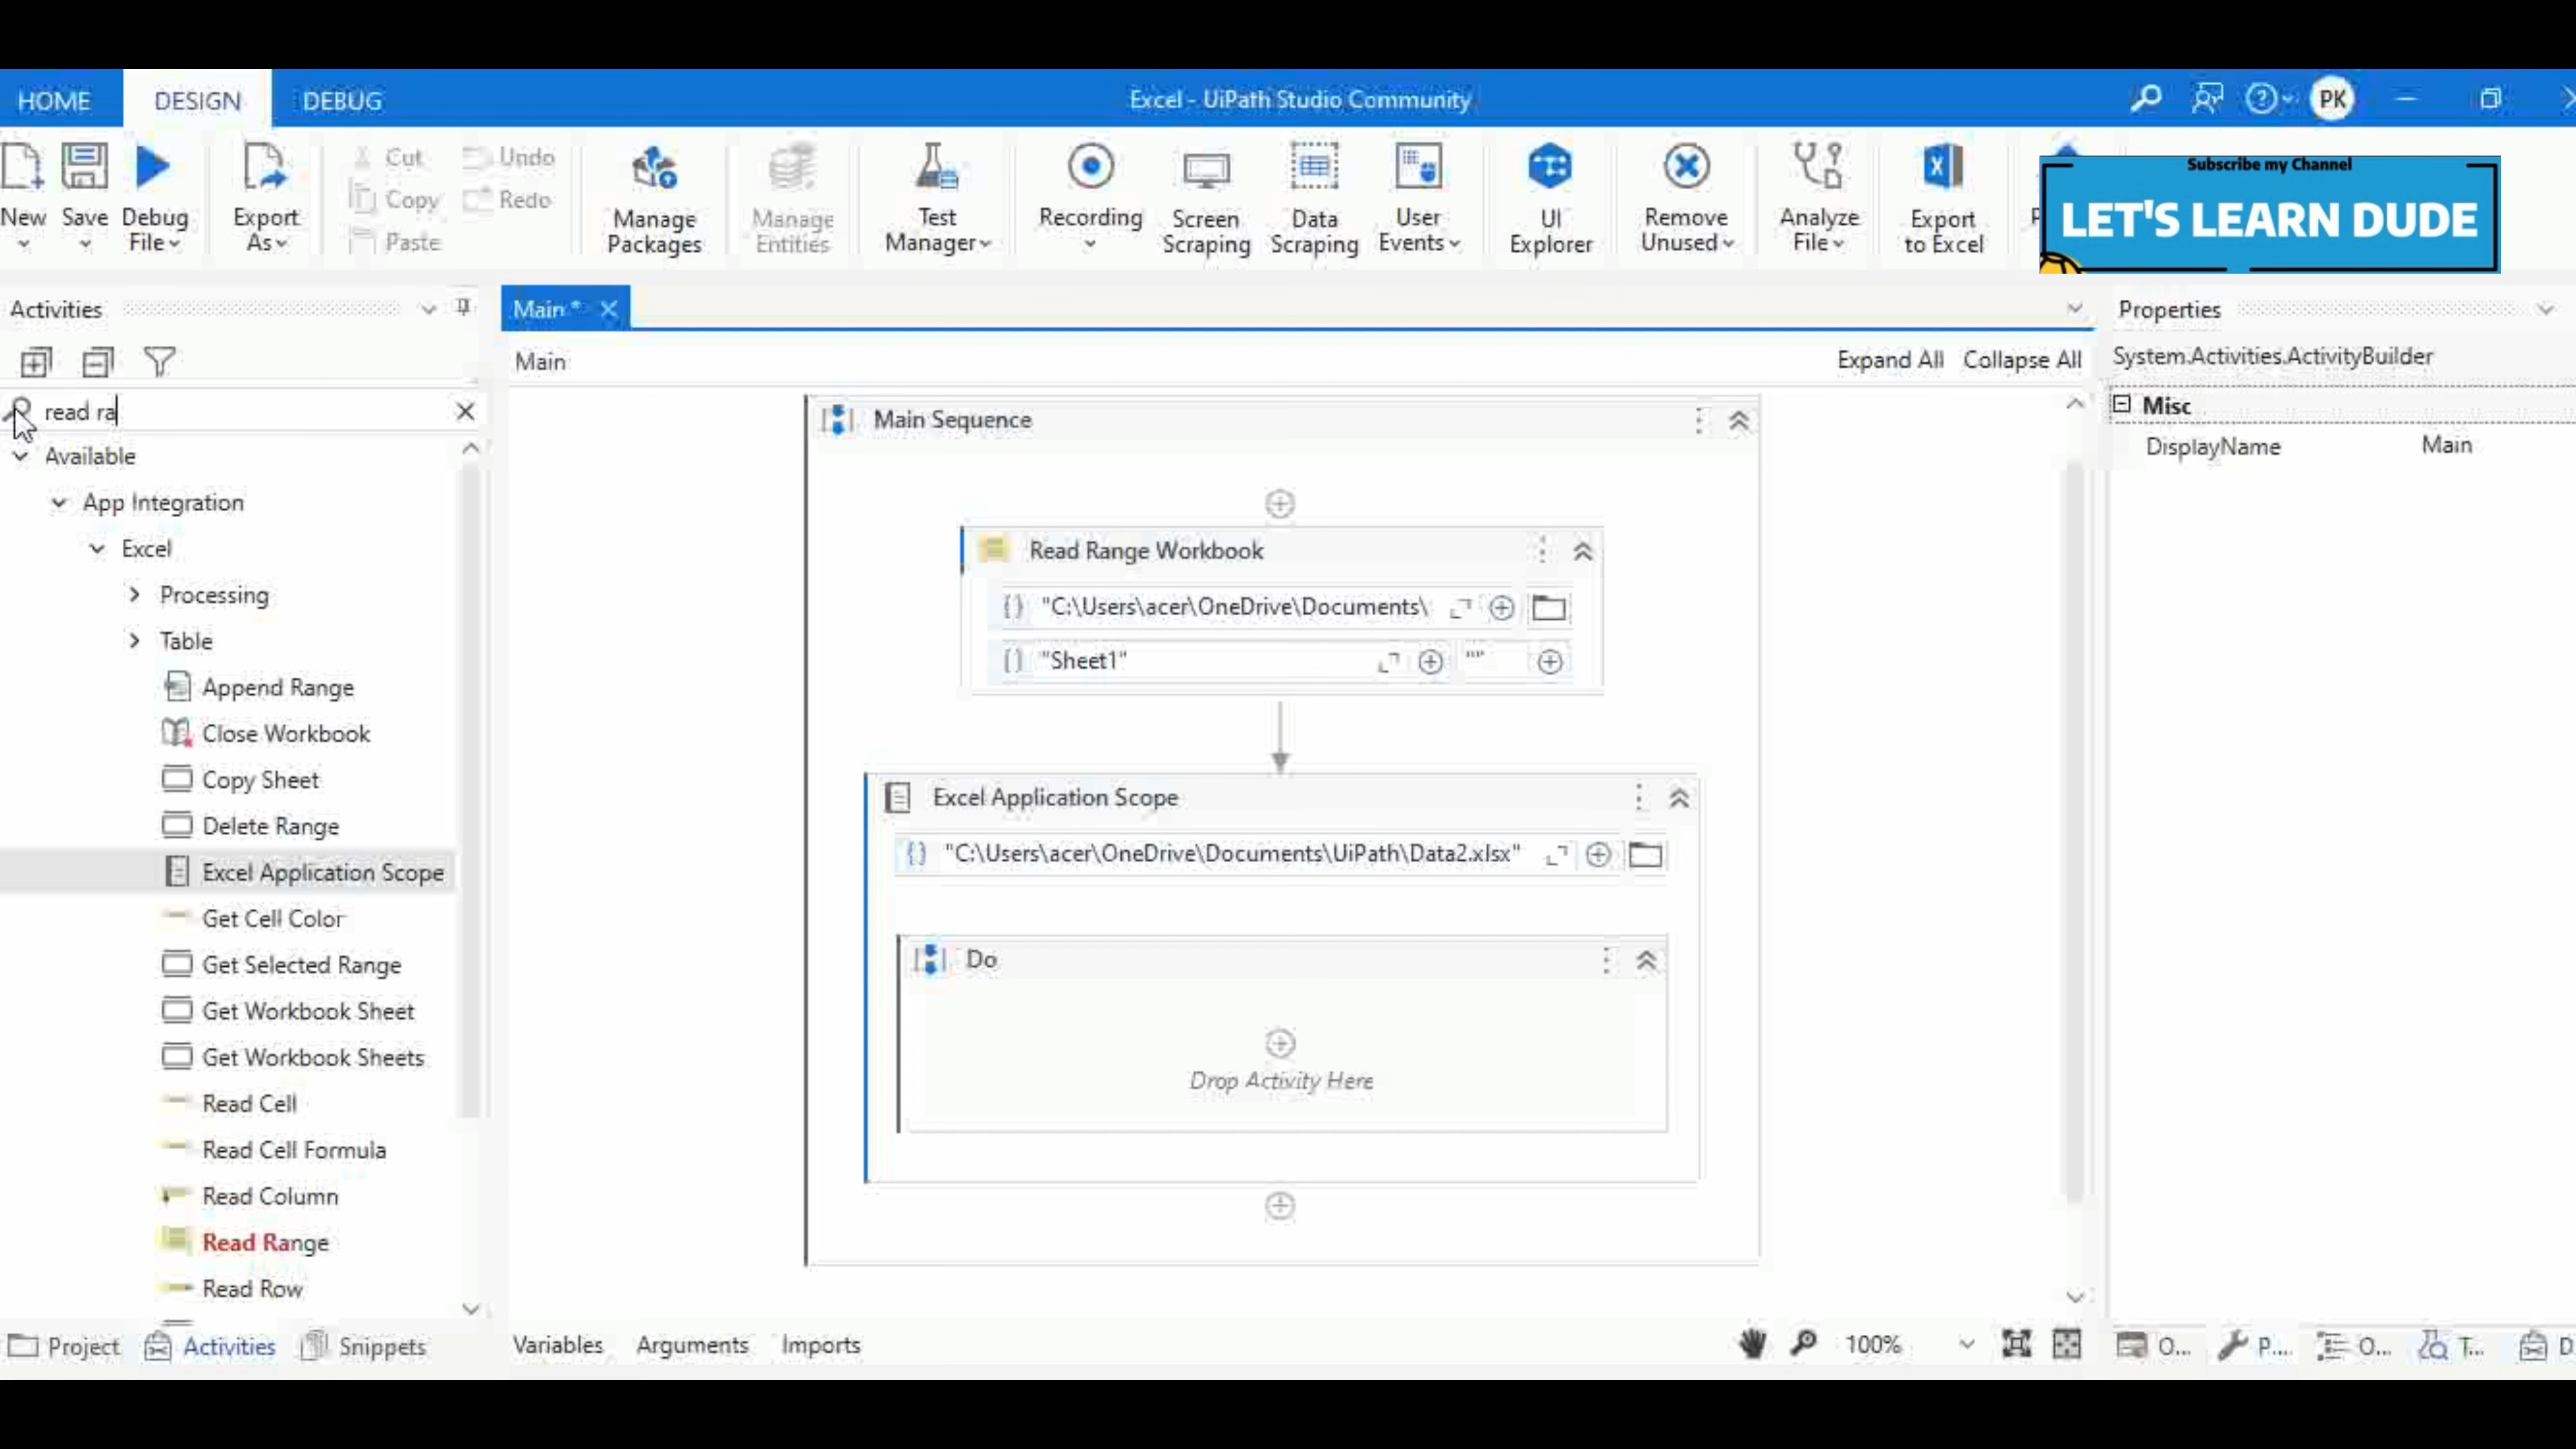 HOME DESIGN DEBUG Excel - UiPath Studio Community PK
New Save Debug File Export As Cut Copy Paste Undo Redo Manage Packages Manage Entities Test Manager Recording Screen Scraping Data Scraping User Events UI Explorer Remove Unused Analyze File Export to Excel
Subscribe my Channel
LET'S LEARN DUDE
Activities
Main *
Properties
Main
Expand All Collapse All
System.Activities.ActivityBuilder
read ra
Misc
DisplayName Main
Available
App Integration
Excel
Processing
Table
Append Range
Close Workbook
Copy Sheet
Delete Range
Excel Application Scope
Get Cell Color
Get Selected Range
Get Workbook Sheet
Get Workbook Sheets
Read Cell
Read Cell Formula
Read Column
Read Range
Read Row
Main Sequence
Read Range Workbook
"C:\Users\acer\OneDrive\Documents\
"Sheet1" ""
Excel Application Scope
"C:\Users\acer\OneDrive\Documents\UiPath\Data2.xlsx"
Do
Drop Activity Here
Project Activities Snippets
Variables Arguments Imports
100%
O... P... O... T... D